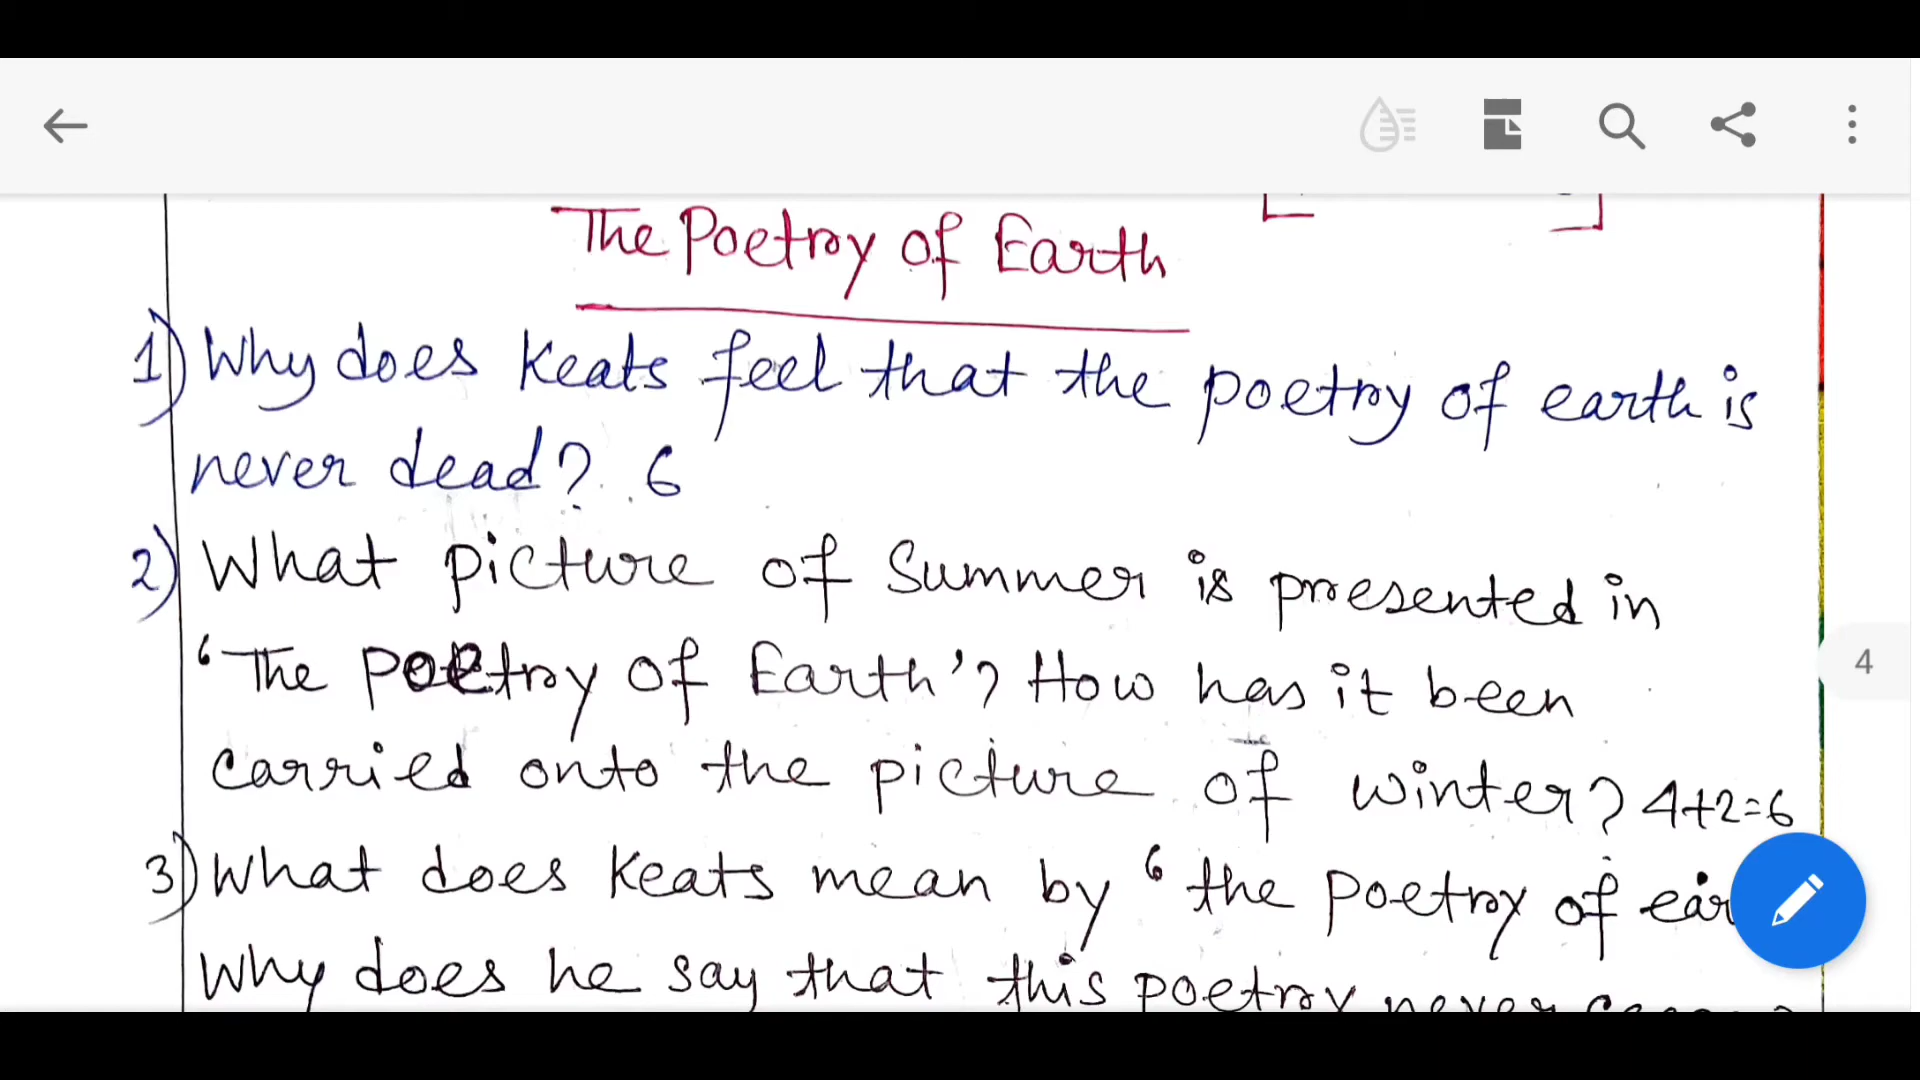 The Poetry of Earth
1) Why does Keats feel that the poetry of earth is
never dead? 6
2) What picture of Summer is presented in
'The Poetry of Earth'? How has it been
carried onto the picture of winter? 4+2=6
3) What does Keats mean by 'the poetry of
Why does he say that this poetry never
4